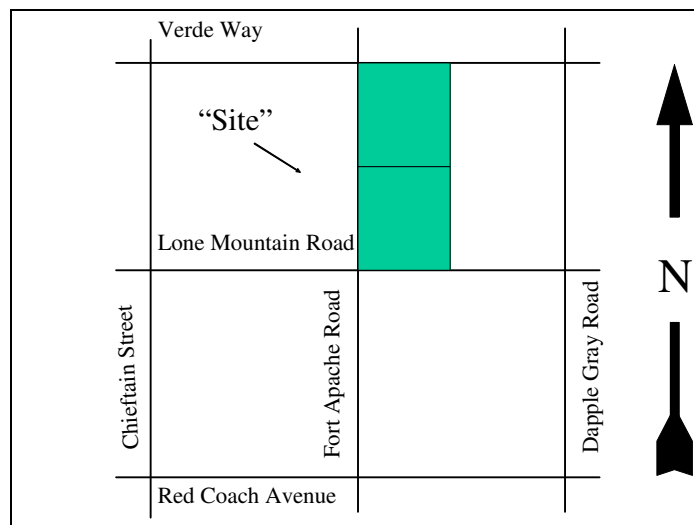 Verde Way
“Site”
Lone Mountain Road
N
Chieftain Street
Fort Apache Road
Dapple Gray Road
Red Coach Avenue